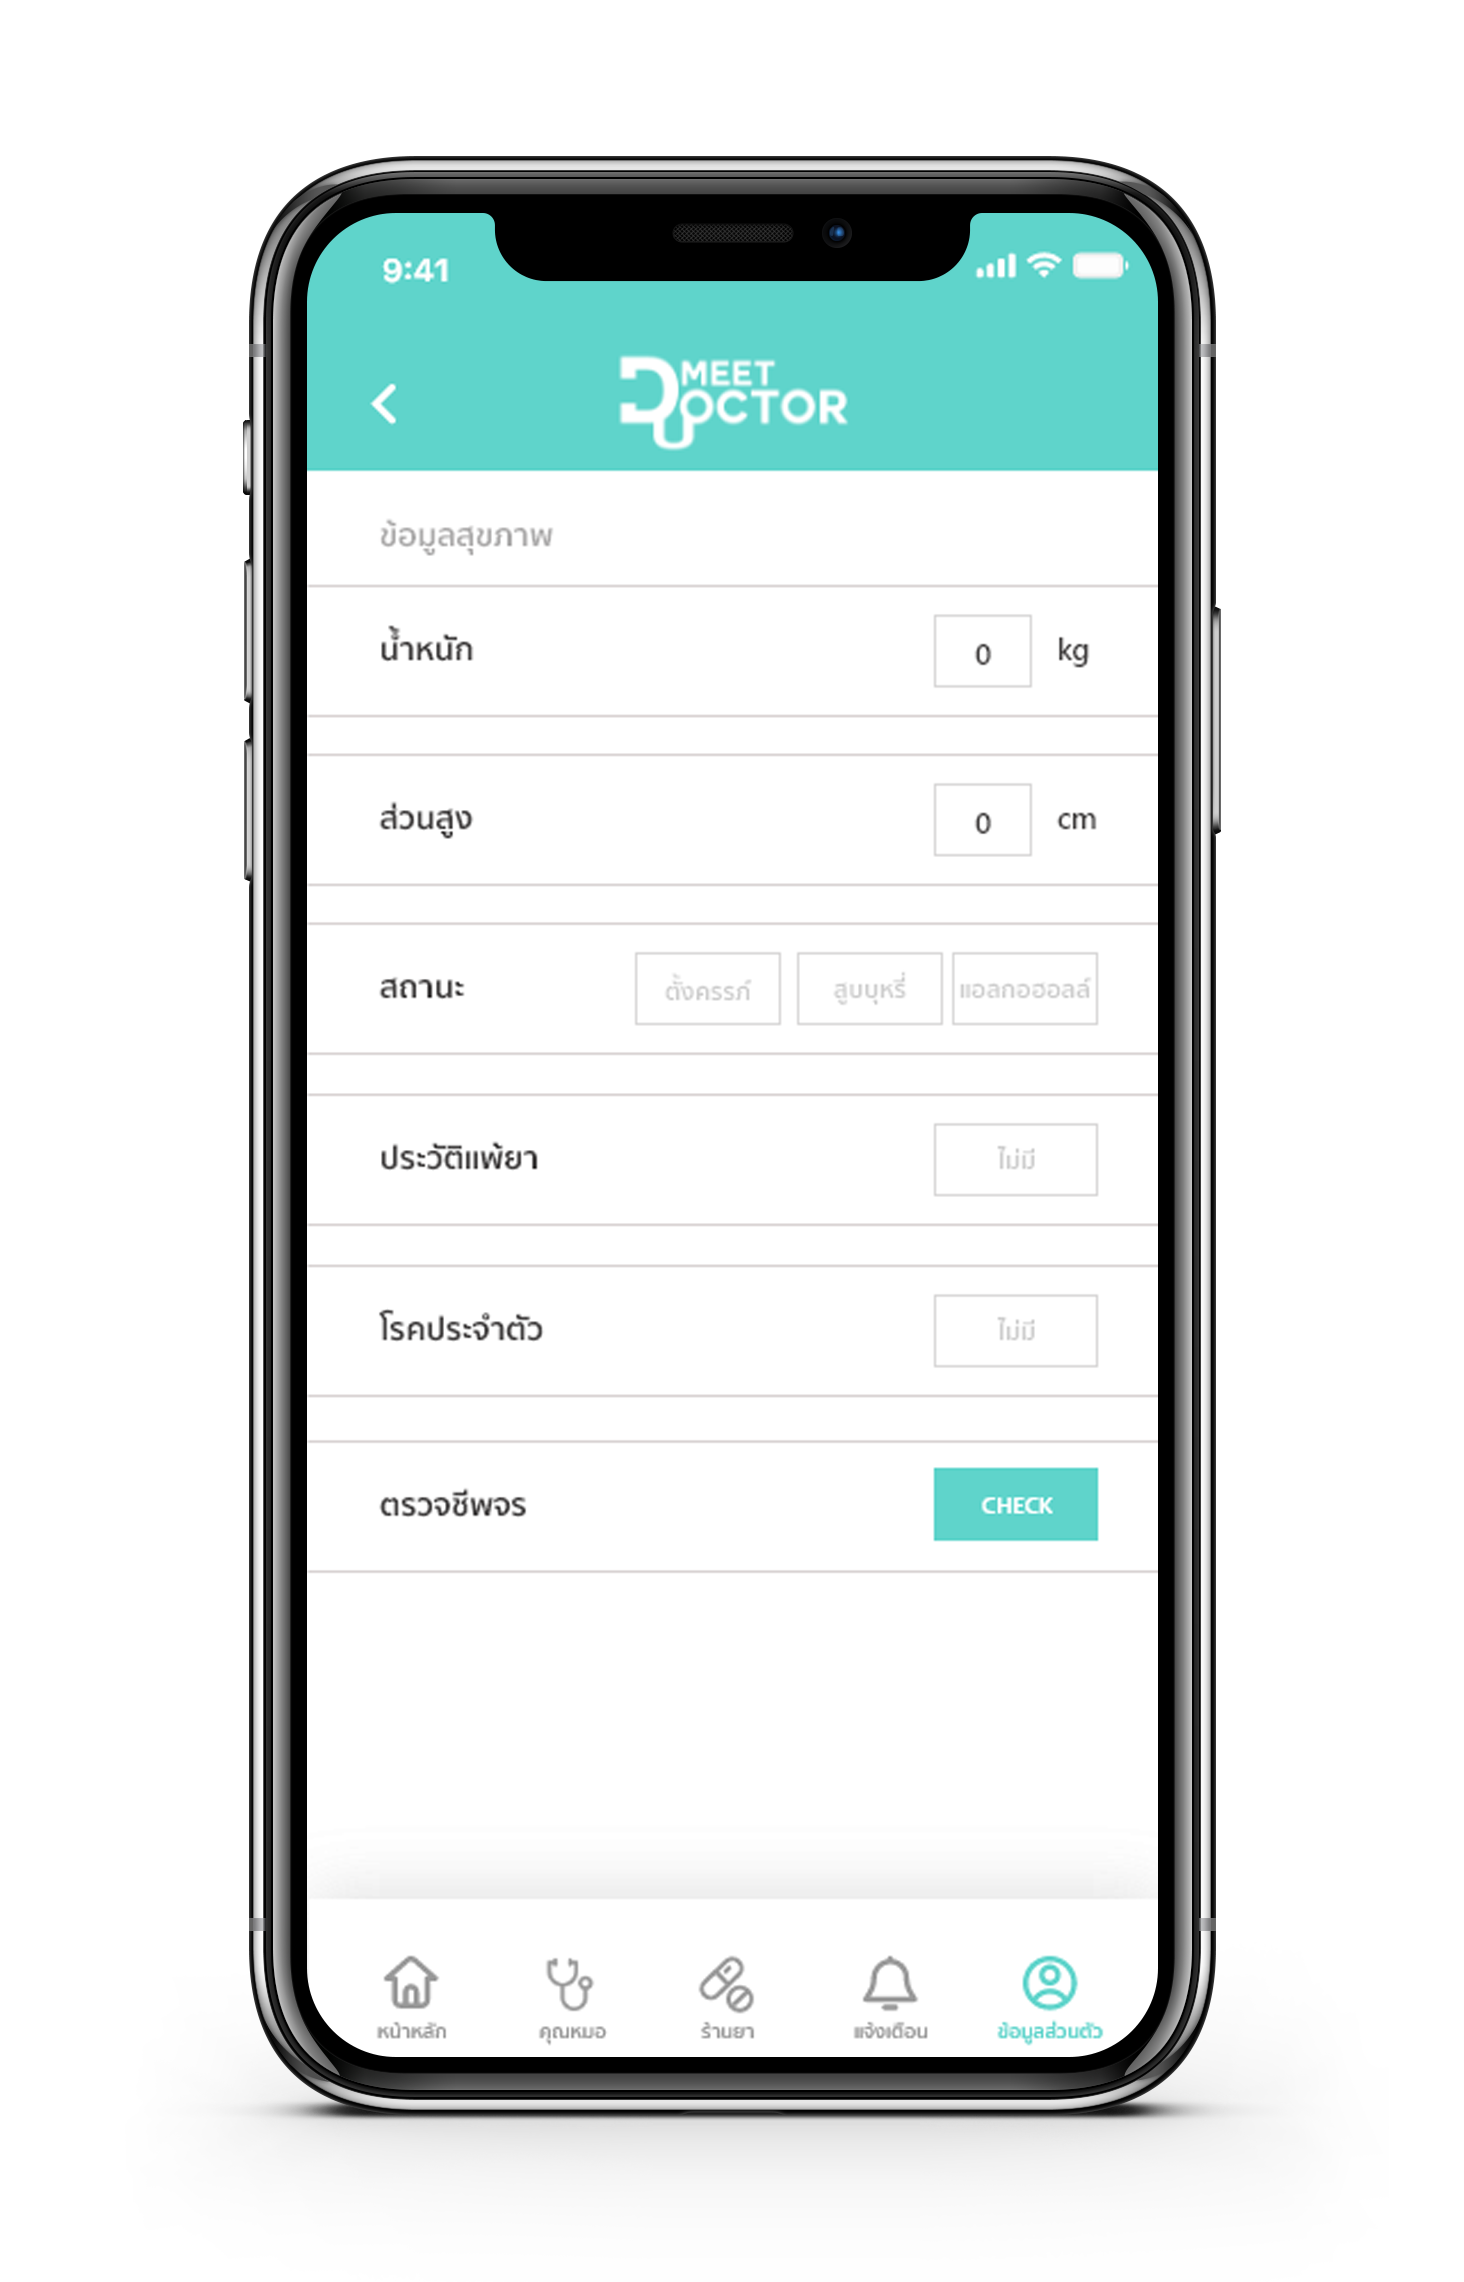 9:41
MEET
DOCTOR
ข้อมูลสุขภาพ
น้ำหนัก 0 kg
ส่วนสูง 0 cm
สถานะ ตั้งครรภ์ สูบบุหรี่ แอลกอฮอลล์
ประวัติแพ้ยา ไม่มี
โรคประจำตัว ไม่มี
ตรวจชีพจร CHECK
หน้าหลัก คุณหมอ ร้านยา แจ้งเตือน ข้อมูลส่วนตัว